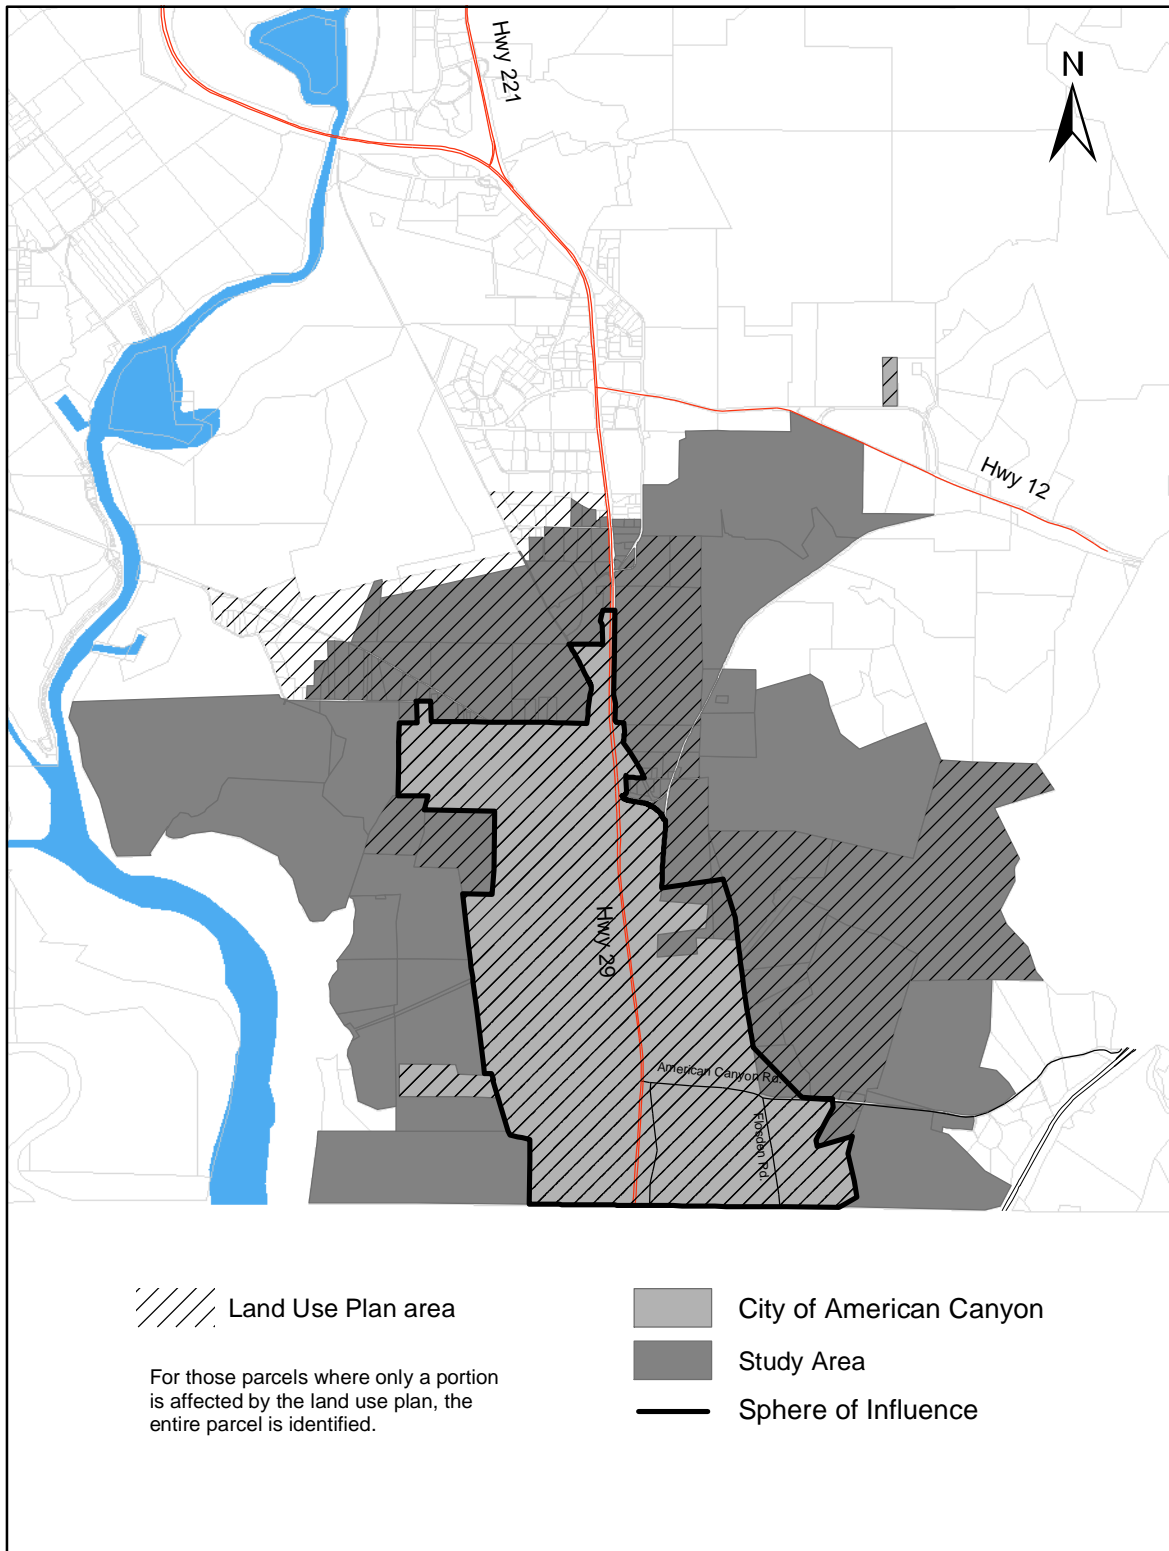 Hwy 221
N
Hwy 12
Hwy 29
American Canyon Rd.
Flosden Rd.
Land Use Plan area
For those parcels where only a portion
is affected by the land use plan, the
entire parcel is identified.
City of American Canyon
Study Area
Sphere of Influence